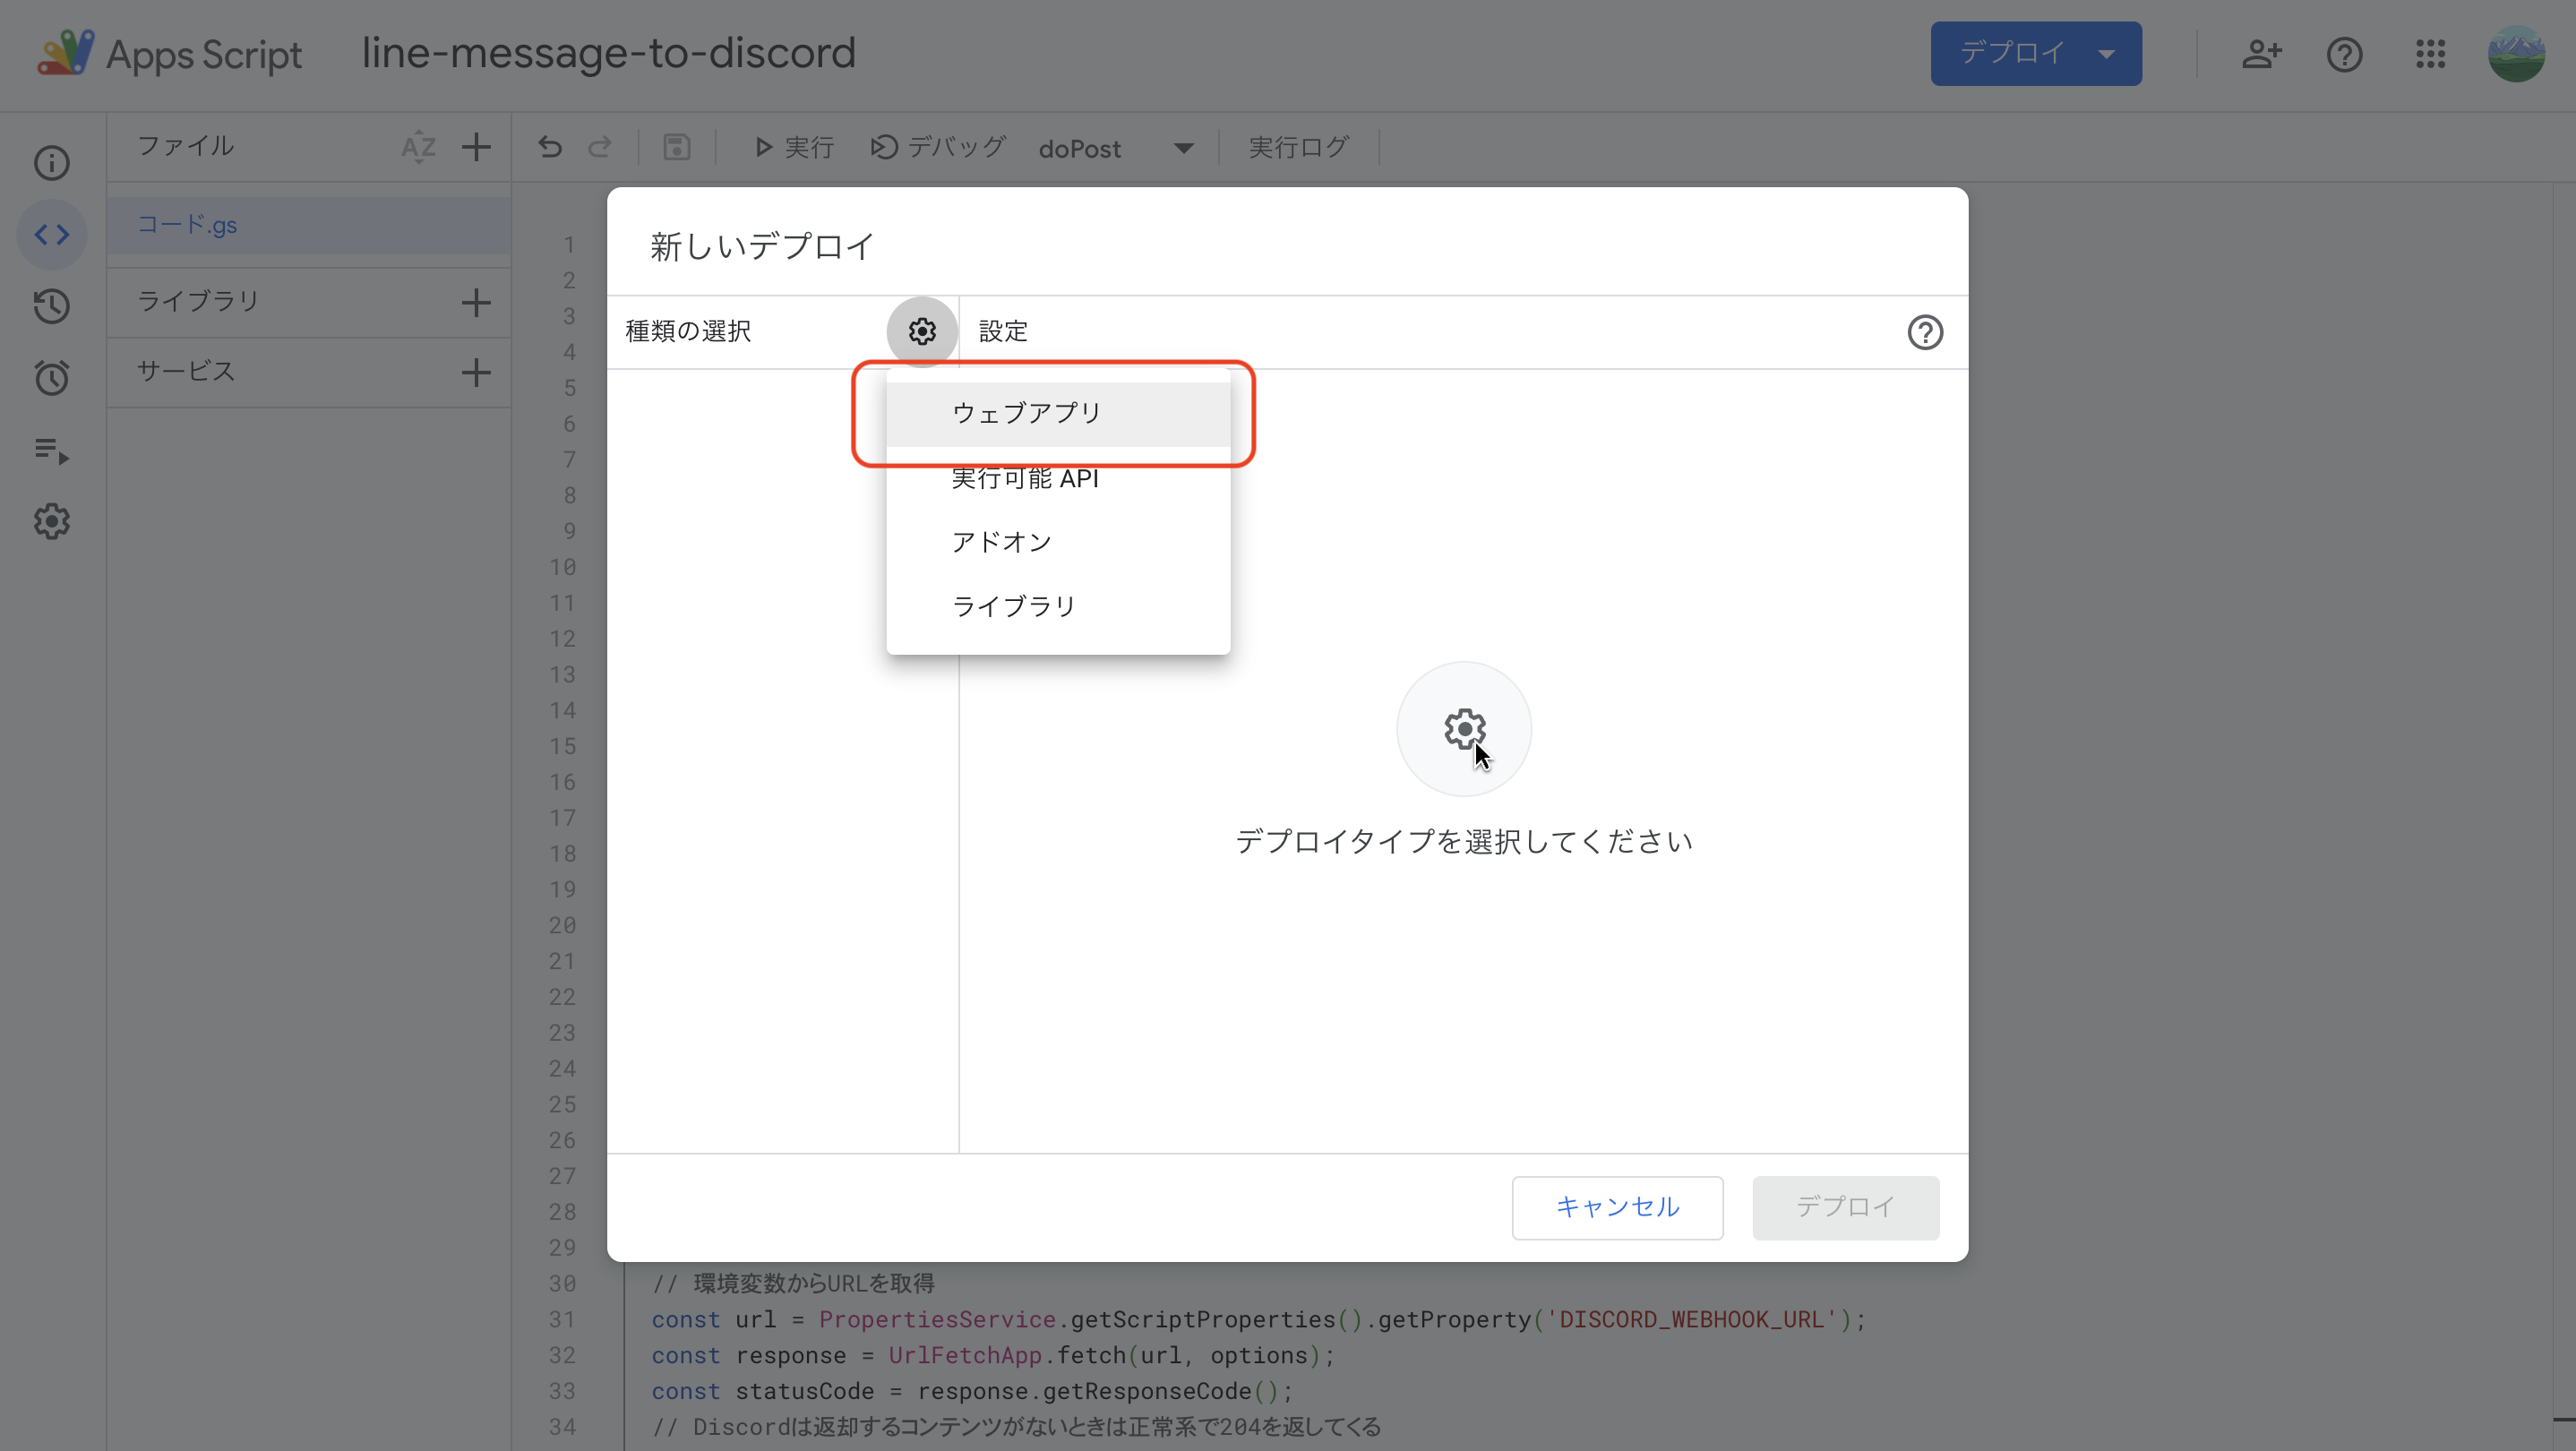 Apps Script
line-message-to-discord
デプロイ
ファイル
AZ
実行
デバッグ
doPost
実行ログ
コード.gs
ライブラリ
サービス
新しいデプロイ
種類の選択
設定
ウェブアプリ
実行可能 API
アドオン
ライブラリ
デプロイタイプを選択してください
キャンセル
デプロイ
1
2
3
4
5
6
7
8
9
10
11
12
13
14
15
16
17
18
19
20
21
22
23
24
25
26
27
28
29
30 // 環境変数からURLを取得
31 const url = PropertiesService.getScriptProperties().getProperty('DISCORD_WEBHOOK_URL');
32 const response = UrlFetchApp.fetch(url, options);
33 const statusCode = response.getResponseCode();
34 // Discordは返却するコンテンツがないときは正常系で204を返してくる